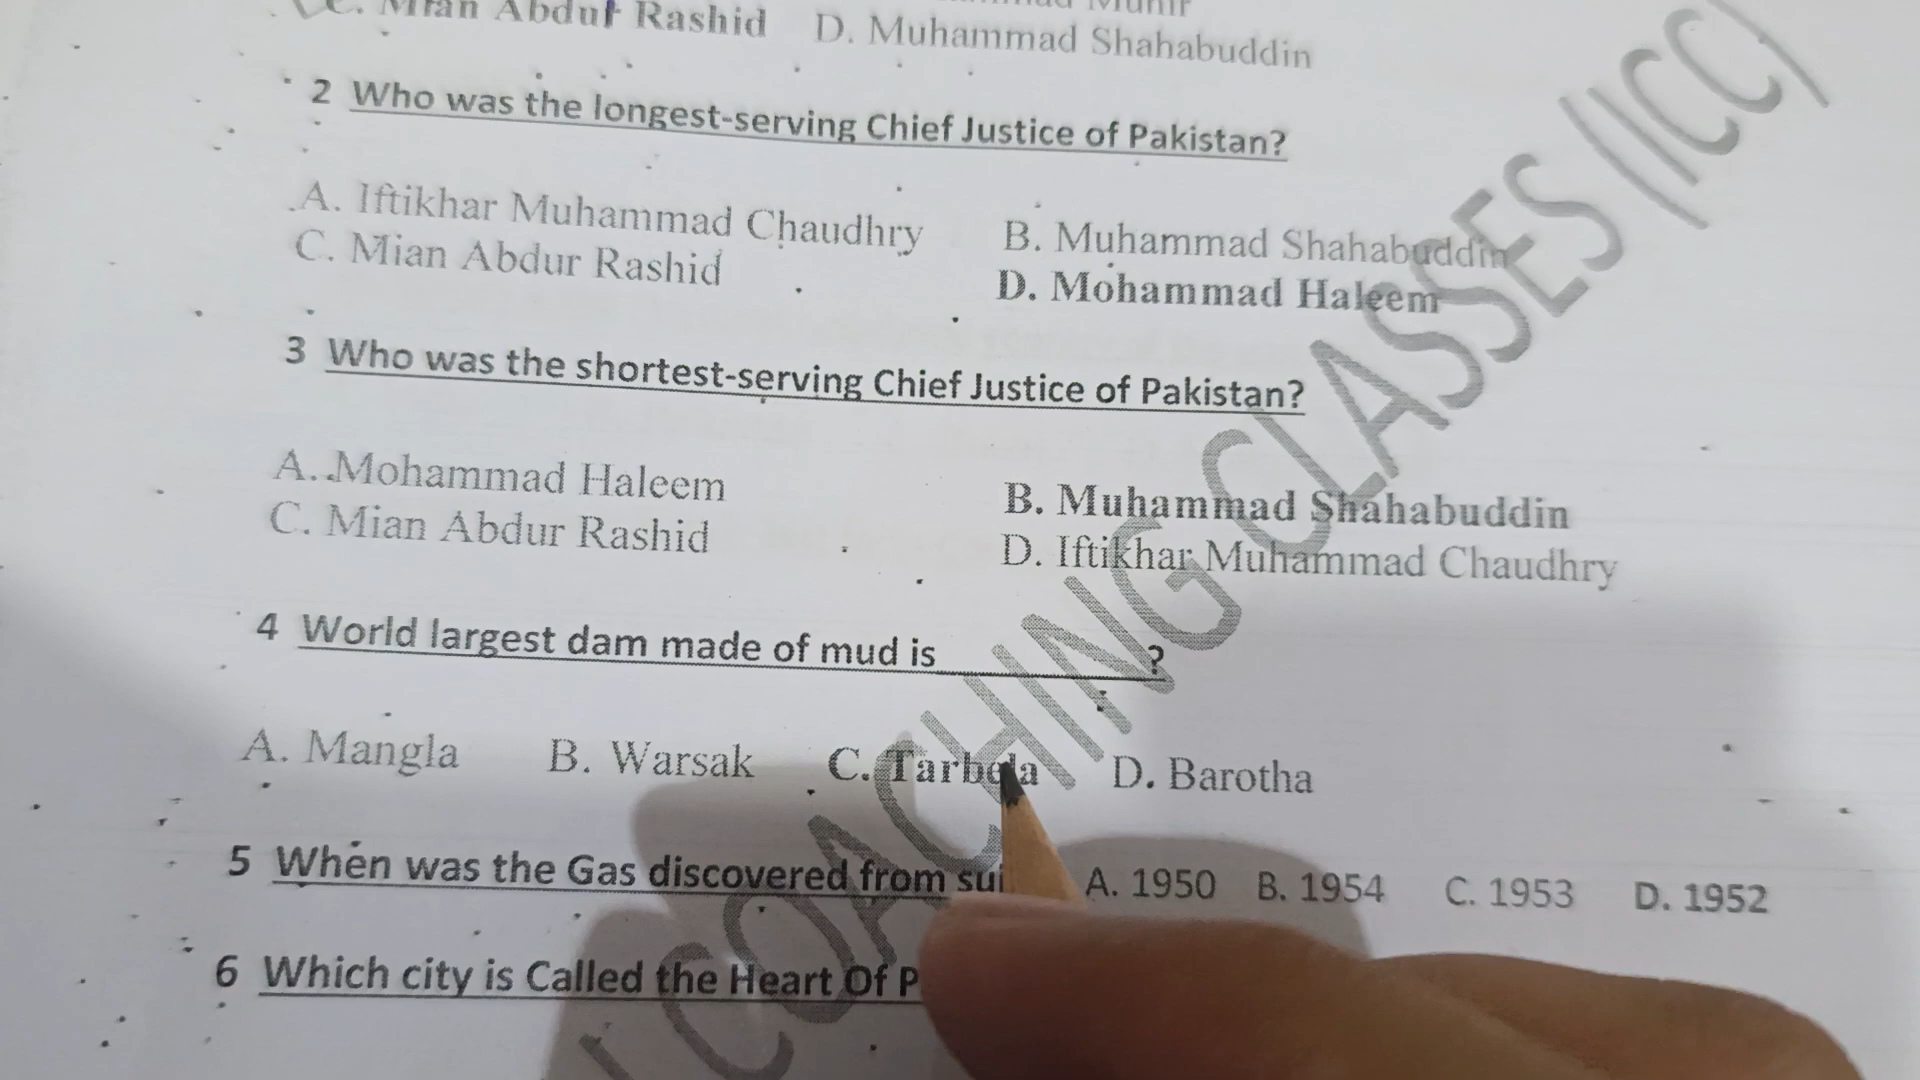 C. Mian Abdur Rashid D. Muhammad Shahabuddin
2 Who was the longest-serving Chief Justice of Pakistan?
A. Iftikhar Muhammad Chaudhry B. Muhammad Shahabuddin
C. Mian Abdur Rashid D. Mohammad Haleem
3 Who was the shortest-serving Chief Justice of Pakistan?
A. Mohammad Haleem B. Muhammad Shahabuddin
C. Mian Abdur Rashid D. Iftikhar Muhammad Chaudhry
4 World largest dam made of mud is ?
A. Mangla B. Warsak C. Tarbela D. Barotha
5 When was the Gas discovered from sui A. 1950 B. 1954 C. 1953 D. 1952
6 Which city is Called the Heart Of P
COACHING CLASSES (ICC)